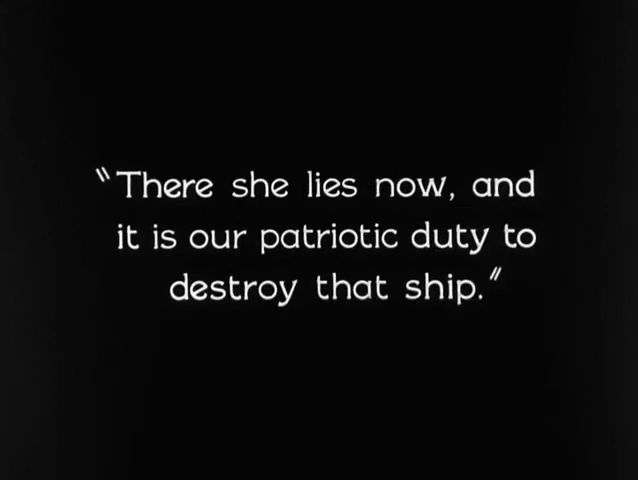 "There she lies now, and
it is our patriotic duty to
destroy that ship."